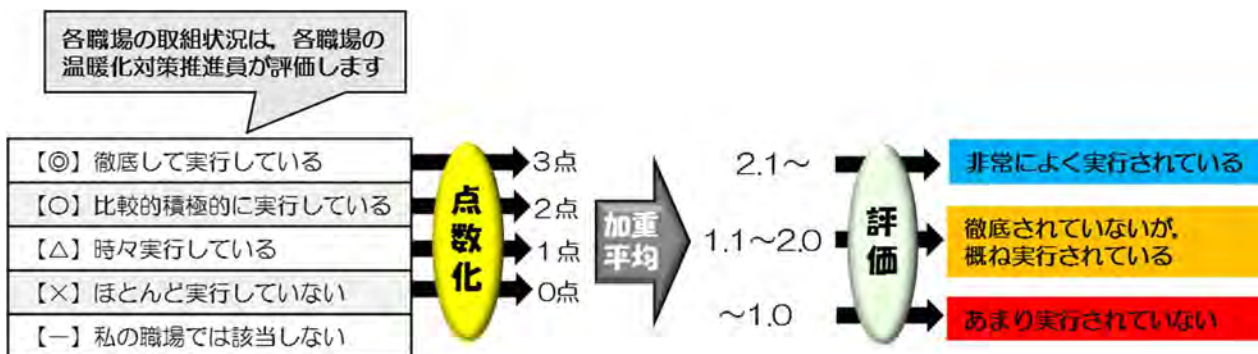 各職場の取組状況は，各職場の
温暖化対策推進員が評価します
【◎】徹底して実行している
【○】比較的積極的に実行している
【△】時々実行している
【×】ほとんど実行していない
【－】私の職場では該当しない
点数化
3点
2点
1点
0点
加重
平均
2.1～
1.1～2.0
～1.0
評価
非常によく実行されている
徹底されていないが，
概ね実行されている
あまり実行されていない